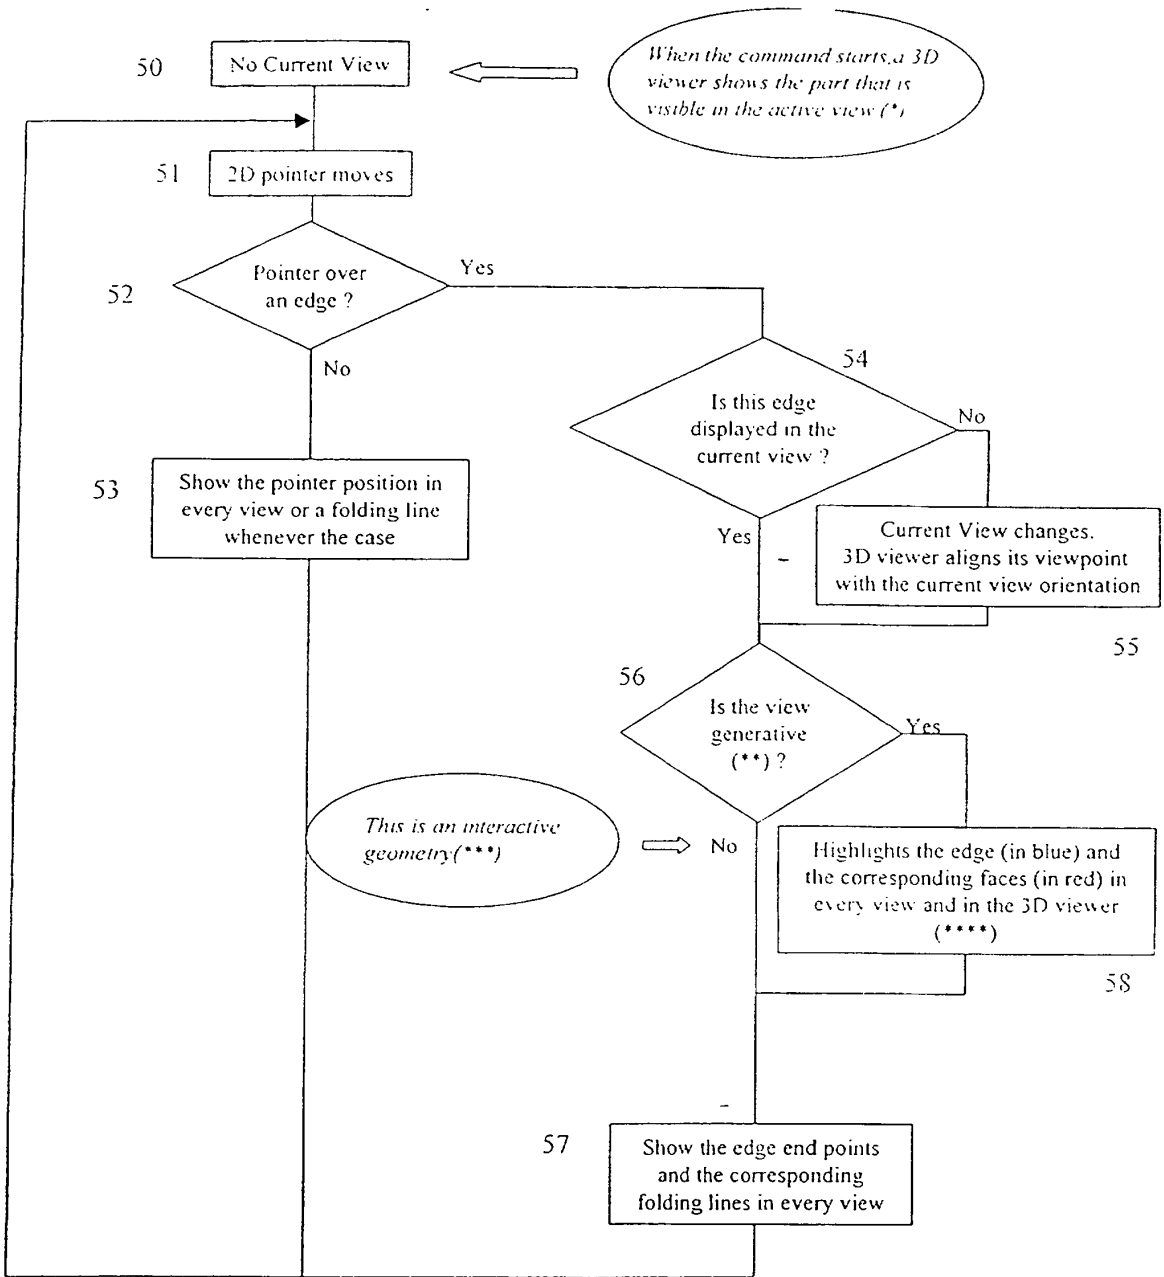 50
No Current View
When the command starts,a 3D
viewer shows the part that is
visible in the active view (*)
51
2D pointer moves
52
Pointer over
an edge ?
Yes
No
54
Is this edge
displayed in the
current view ?
No
Yes
53
Show the pointer position in
every view or a folding line
whenever the case
Current View changes.
3D viewer aligns its viewpoint
with the current view orientation
55
56
Is the view
generative
(**) ?
Yes
This is an interactive
geometry(***)
No
Highlights the edge (in blue) and
the corresponding faces (in red) in
every view and in the 3D viewer
(****)
58
57
Show the edge end points
and the corresponding
folding lines in every view